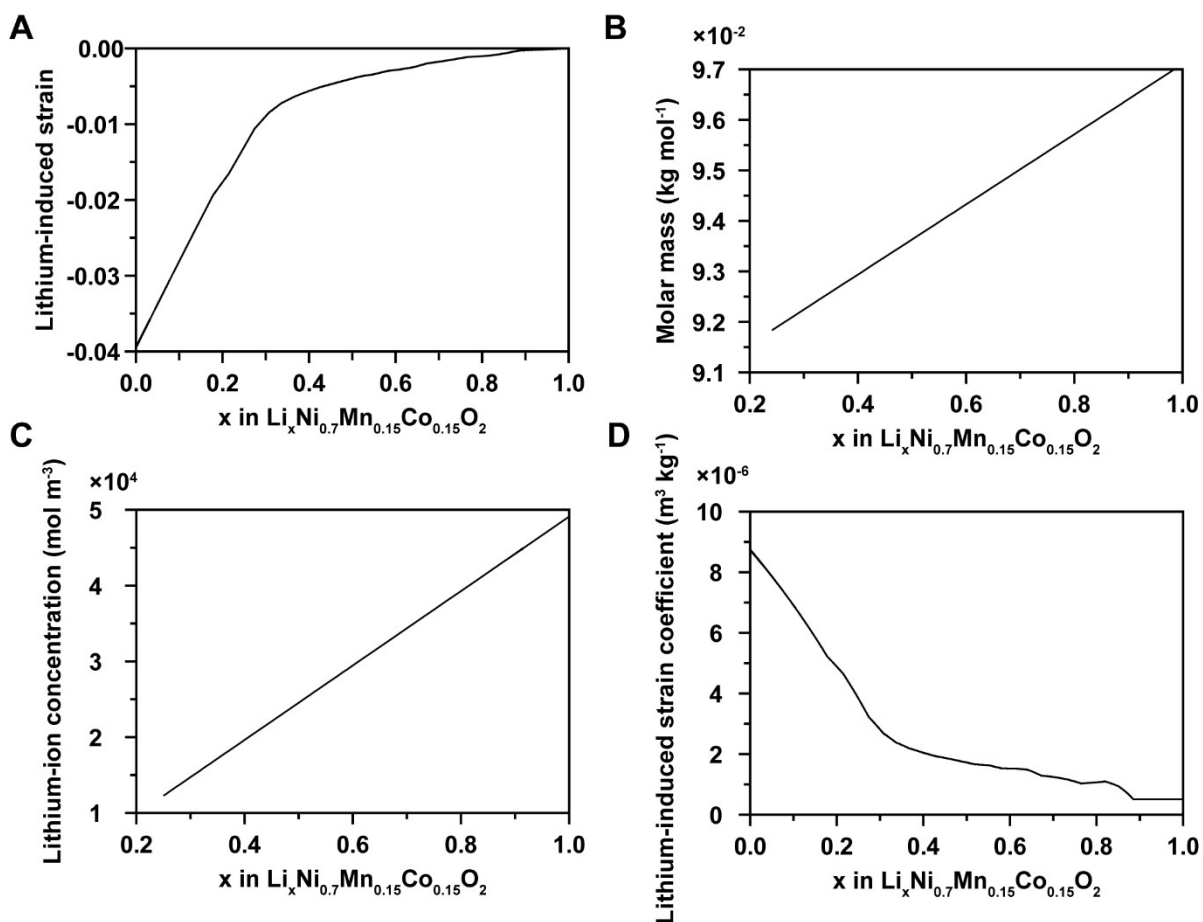 A
Lithium-induced strain
0.00
-0.01
-0.02
-0.03
-0.04
0.0 0.2 0.4 0.6 0.8 1.0
x in LiₓNi₀.₇Mn₀.₁₅Co₀.₁₅O₂
B
×10⁻²
Molar mass (kg mol⁻¹)
9.7
9.6
9.5
9.4
9.3
9.2
9.1
0.2 0.4 0.6 0.8 1.0
x in LiₓNi₀.₇Mn₀.₁₅Co₀.₁₅O₂
C
×10⁴
Lithium-ion concentration (mol m⁻³)
5
4
3
2
1
0.2 0.4 0.6 0.8 1.0
x in LiₓNi₀.₇Mn₀.₁₅Co₀.₁₅O₂
D
×10⁻⁶
Lithium-induced strain coefficient (m³ kg⁻¹)
10
8
6
4
2
0
0.0 0.2 0.4 0.6 0.8 1.0
x in LiₓNi₀.₇Mn₀.₁₅Co₀.₁₅O₂